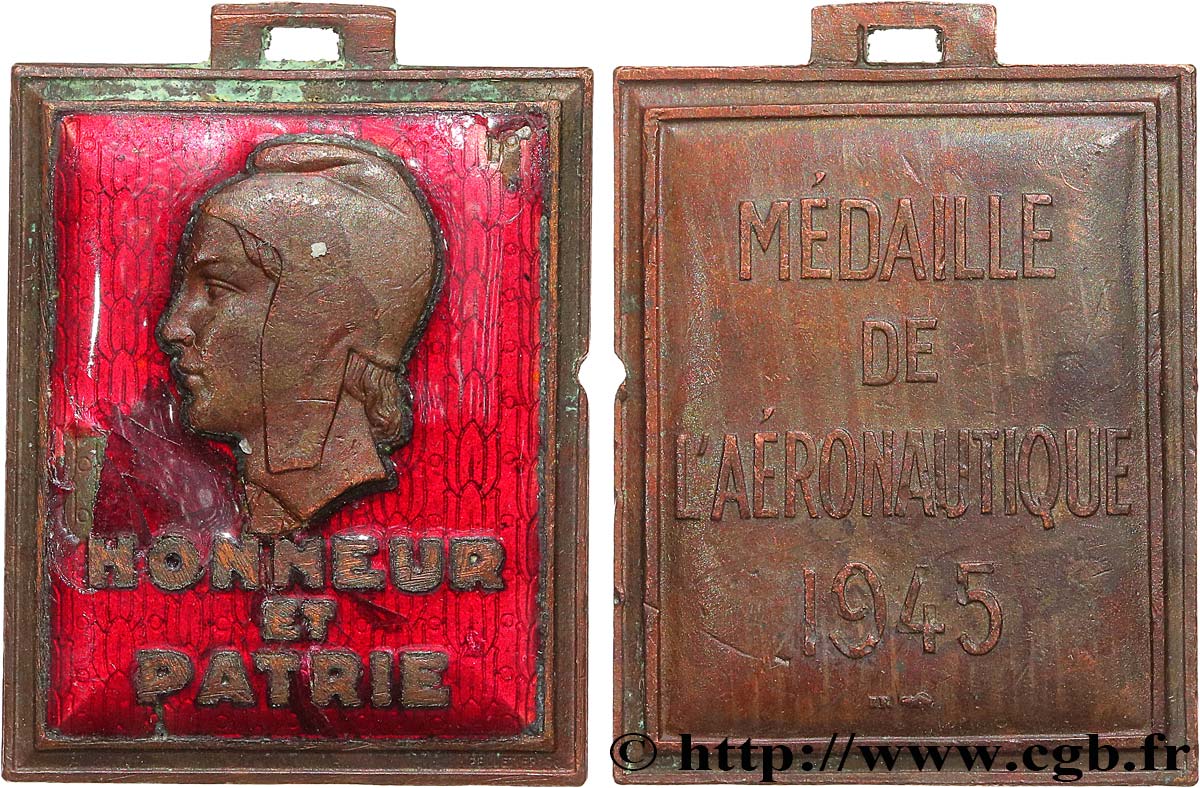 HONNEUR
ET
PATRIE
MÉDAILLE
DE
L'AÉRONAUTIQUE
1945
© http://www.cgb.fr